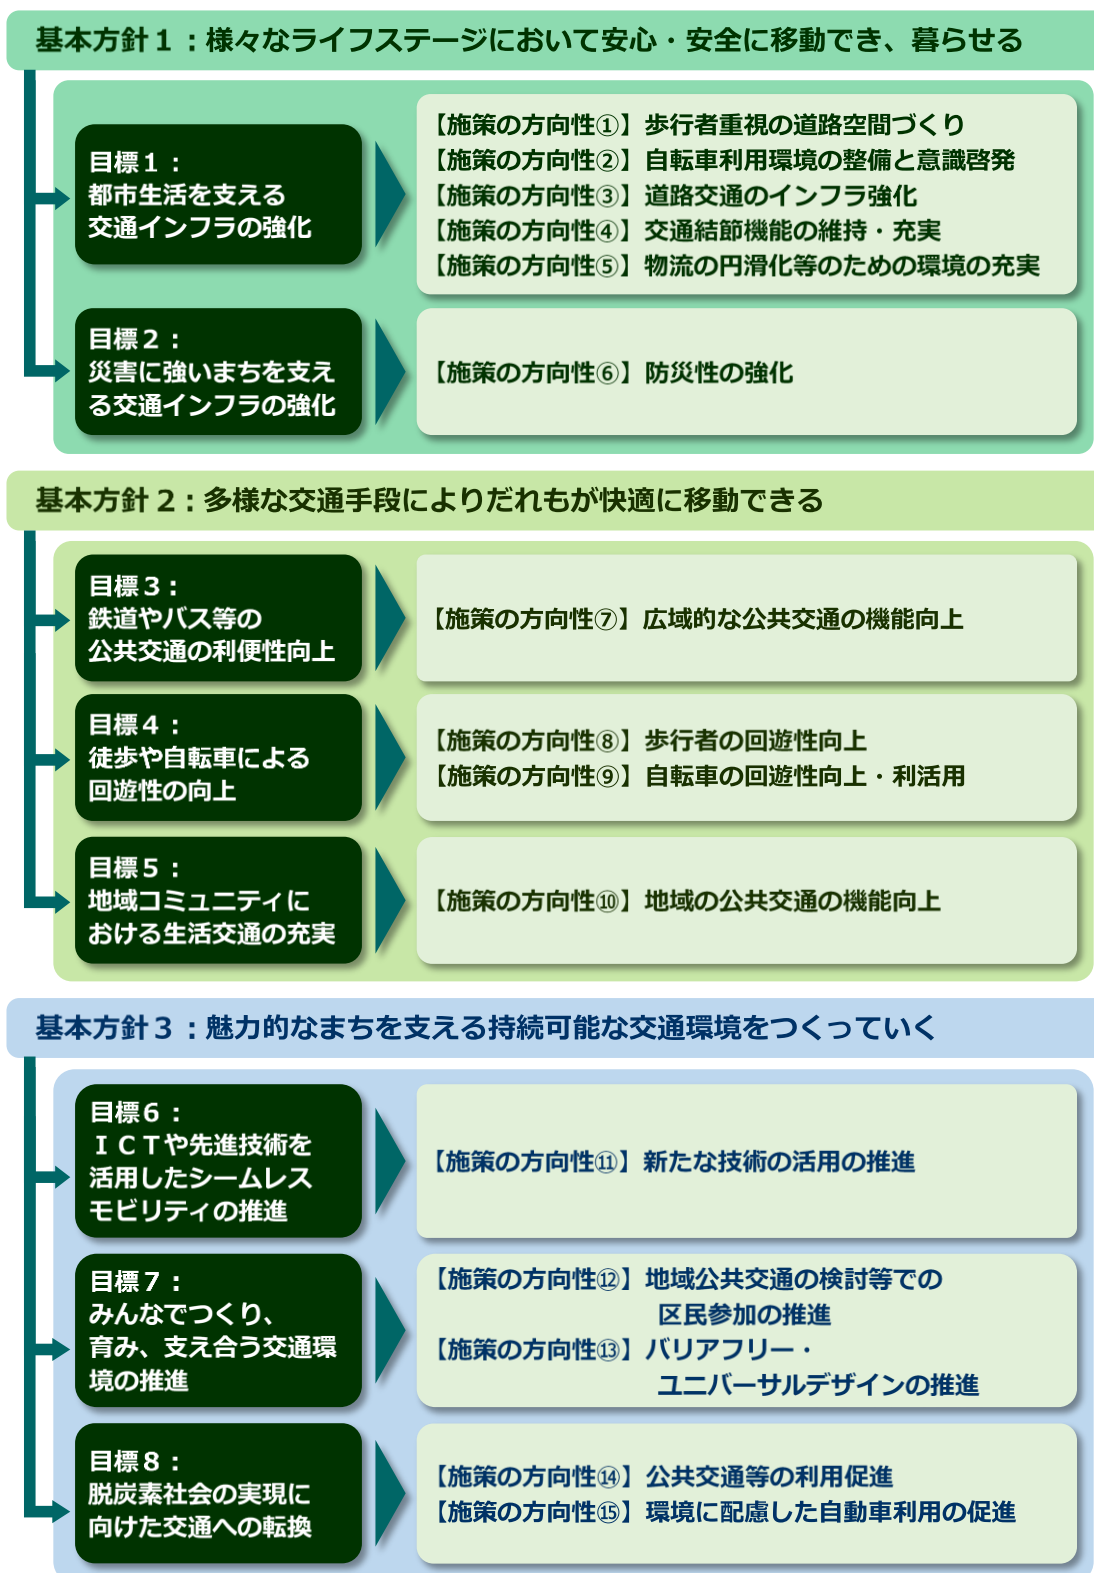 基本方針１：様々なライフステージにおいて安心・安全に移動でき、暮らせる
目標１：
都市生活を支える
交通インフラの強化
【施策の方向性①】歩行者重視の道路空間づくり
【施策の方向性②】自転車利用環境の整備と意識啓発
【施策の方向性③】道路交通のインフラ強化
【施策の方向性④】交通結節機能の維持・充実
【施策の方向性⑤】物流の円滑化等のための環境の充実
目標２：
災害に強いまちを支え
る交通インフラの強化
【施策の方向性⑥】防災性の強化
基本方針２：多様な交通手段によりだれもが快適に移動できる
目標３：
鉄道やバス等の
公共交通の利便性向上
【施策の方向性⑦】広域的な公共交通の機能向上
目標４：
徒歩や自転車による
回遊性の向上
【施策の方向性⑧】歩行者の回遊性向上
【施策の方向性⑨】自転車の回遊性向上・利活用
目標５：
地域コミュニティに
おける生活交通の充実
【施策の方向性⑩】地域の公共交通の機能向上
基本方針３：魅力的なまちを支える持続可能な交通環境をつくっていく
目標６：
ＩＣＴや先進技術を
活用したシームレス
モビリティの推進
【施策の方向性⑪】新たな技術の活用の推進
目標７：
みんなでつくり、
育み、支え合う交通環
境の推進
【施策の方向性⑫】地域公共交通の検討等での
区民参加の推進
【施策の方向性⑬】バリアフリー・
ユニバーサルデザインの推進
目標８：
脱炭素社会の実現に
向けた交通への転換
【施策の方向性⑭】公共交通等の利用促進
【施策の方向性⑮】環境に配慮した自動車利用の促進